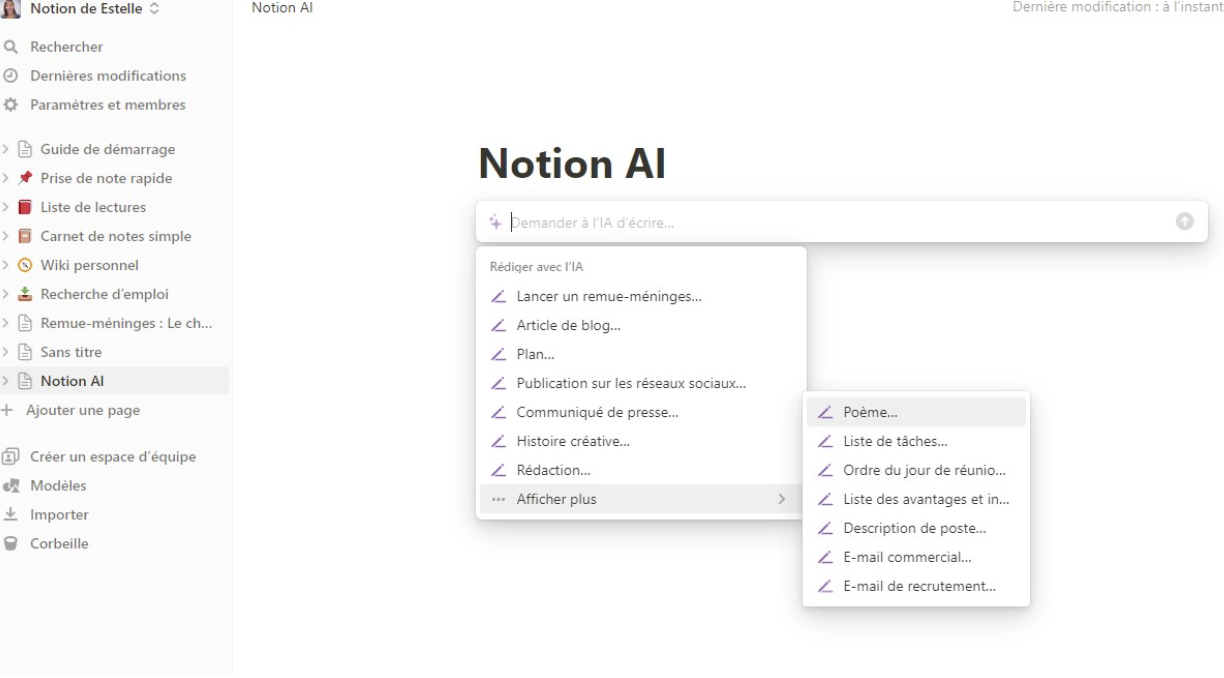 Notion de Estelle
Notion AI
Dernière modification : à l'instant
Rechercher
Dernières modifications
Paramètres et membres
Guide de démarrage
Prise de note rapide
Liste de lectures
Carnet de notes simple
Wiki personnel
Recherche d'emploi
Remue-méninges : Le ch...
Sans titre
Notion AI
Ajouter une page
Créer un espace d'équipe
Modèles
Importer
Corbeille
Notion AI
Demander à l'IA d'écrire...
Rédiger avec l'IA
Lancer un remue-méninges...
Article de blog...
Plan...
Publication sur les réseaux sociaux...
Communiqué de presse...
Histoire créative...
Rédaction...
Afficher plus
Poème...
Liste de tâches...
Ordre du jour de réunio...
Liste des avantages et in...
Description de poste...
E-mail commercial...
E-mail de recrutement...